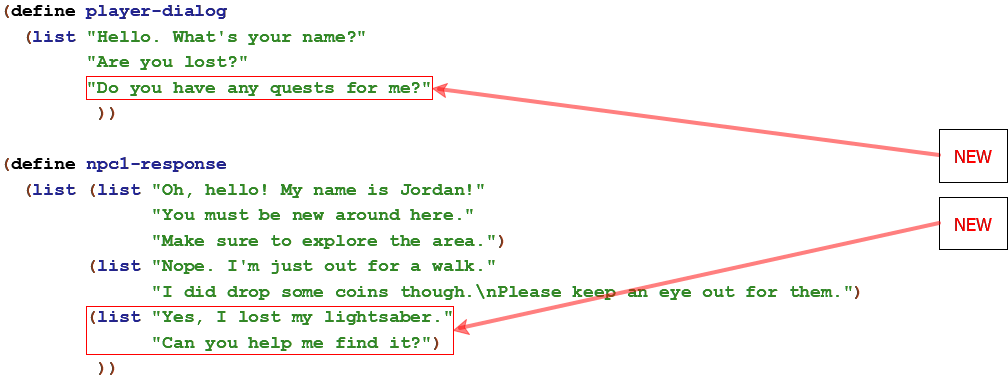 (define player-dialog
(list "Hello. What's your name?"
"Are you lost?"
"Do you have any quests for me?"
))
NEW
(define npc1-response
(list (list "Oh, hello! My name is Jordan!"
"You must be new around here."
NEW
"Make sure to explore the area.")
(list "Nope. I'm just out for a walk."
"I did drop some coins though.\nPlease keep an eye out for them.")
(list "Yes, I lost my lightsaber."
"Can you help me find it?")
))